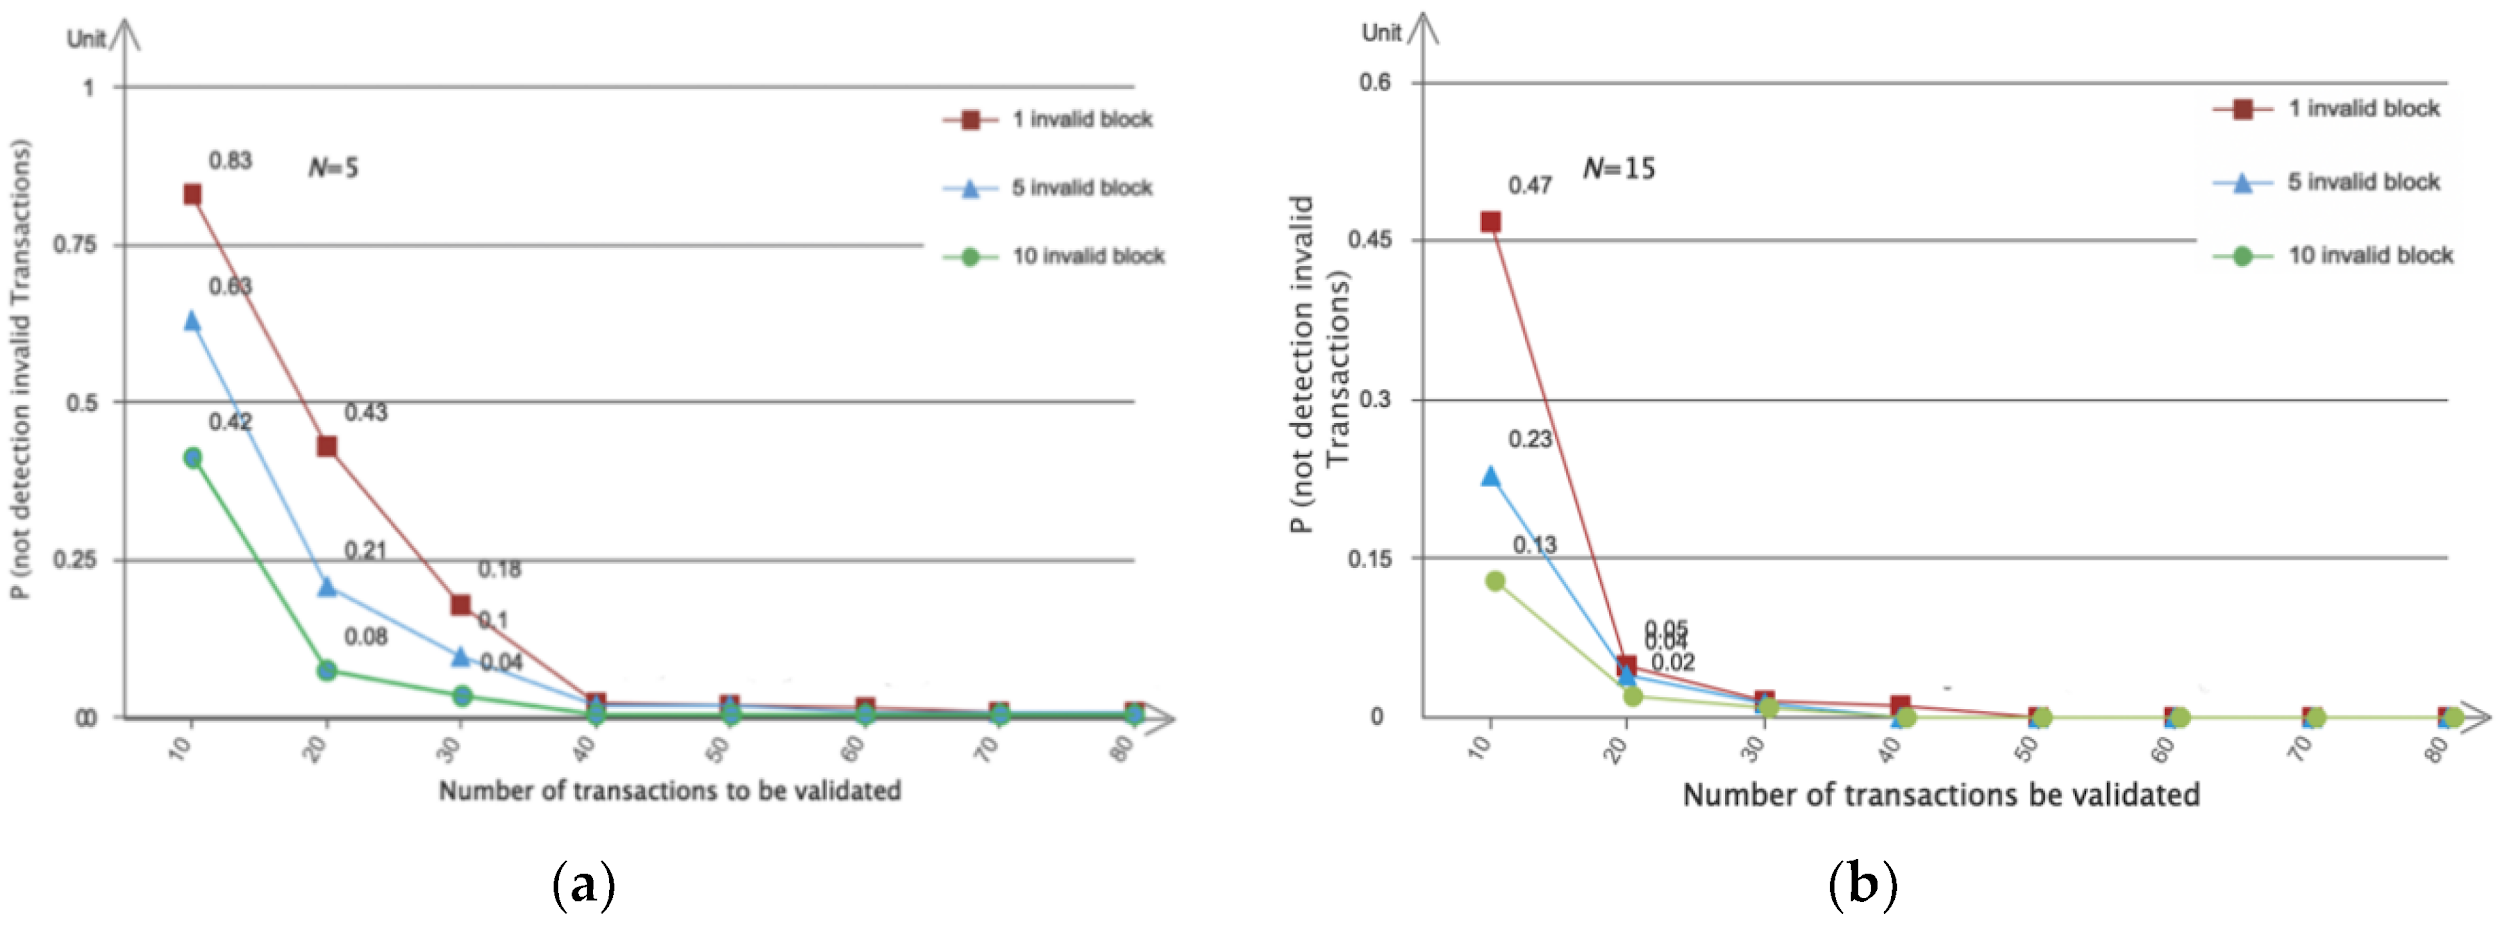 Unit
1
0.75
0.5
0.25
00
P (not detection invalid Transactions)
N=5
0.83
0.63
0.42
0.43
0.21
0.08
0.18
0.1
0.04
1 invalid block
5 invalid block
10 invalid block
10 20 30 40 50 60 70 80
Number of transactions to be validated
(a)
Unit
0.6
0.45
0.3
0.15
0
P (not detection invalid
Transactions)
N=15
0.47
0.23
0.13
0.05
0.04
0.02
1 invalid block
5 invalid block
10 invalid block
10 20 30 40 50 60 70 80
Number of transactions be validated
(b)